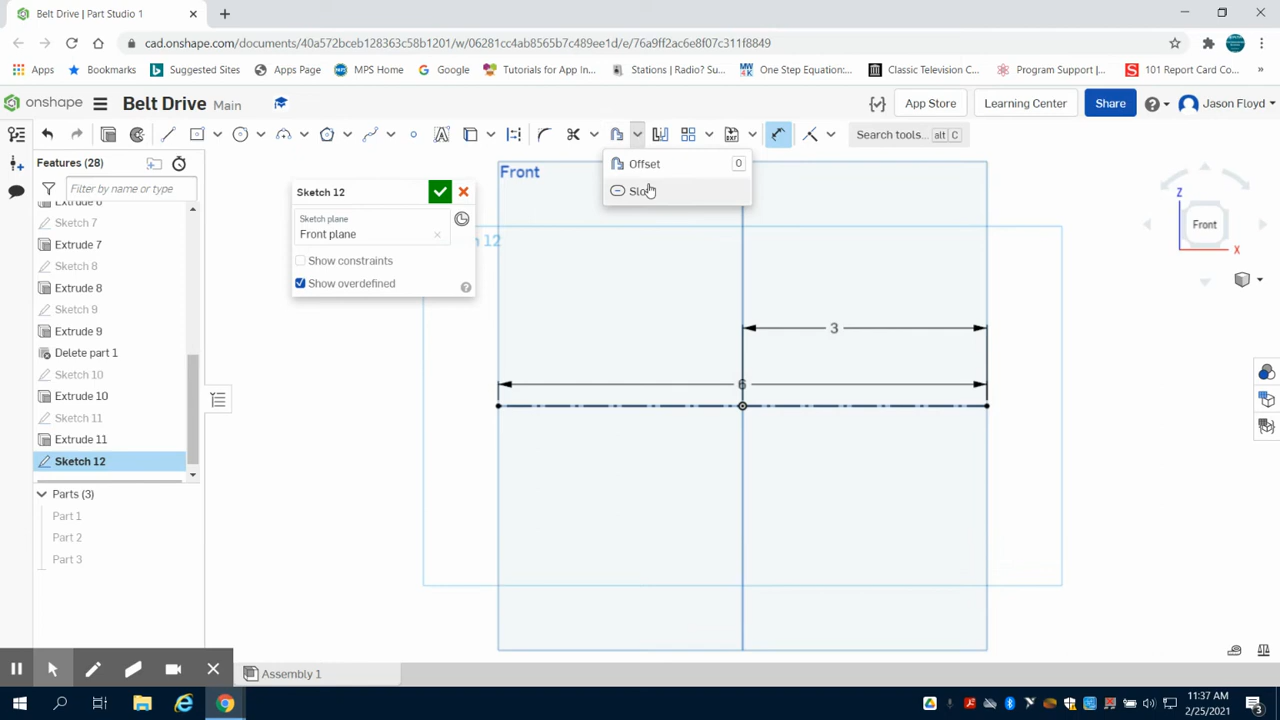 Belt Drive | Part Studio 1
cad.onshape.com/documents/40a572bceb128363c58b1201/w/06281cc4ab8565b7c489ee1d/e/76a9ff2ac6e8f07c311f8849
Apps Bookmarks Suggested Sites Apps Page MPS Home Google Tutorials for App In... Stations | Radio? Su... One Step Equation:... Classic Television C... Program Support |... 101 Report Card Co... »
onshape Belt Drive Main App Store Learning Center Share Jason Floyd
Search tools... alt C
Features (28)
Filter by name or type
Extrude 6
Sketch 7
Extrude 7
Sketch 8
Extrude 8
Sketch 9
Extrude 9
Delete part 1
Sketch 10
Extrude 10
Sketch 11
Extrude 11
Sketch 12
Parts (3)
Part 1
Part 2
Part 3
Sketch 12
Sketch plane
Front plane
Show constraints
Show overdefined
Offset O
Front
3
6
Z
Front
X
Assembly 1
11:37 AM
2/25/2021
3